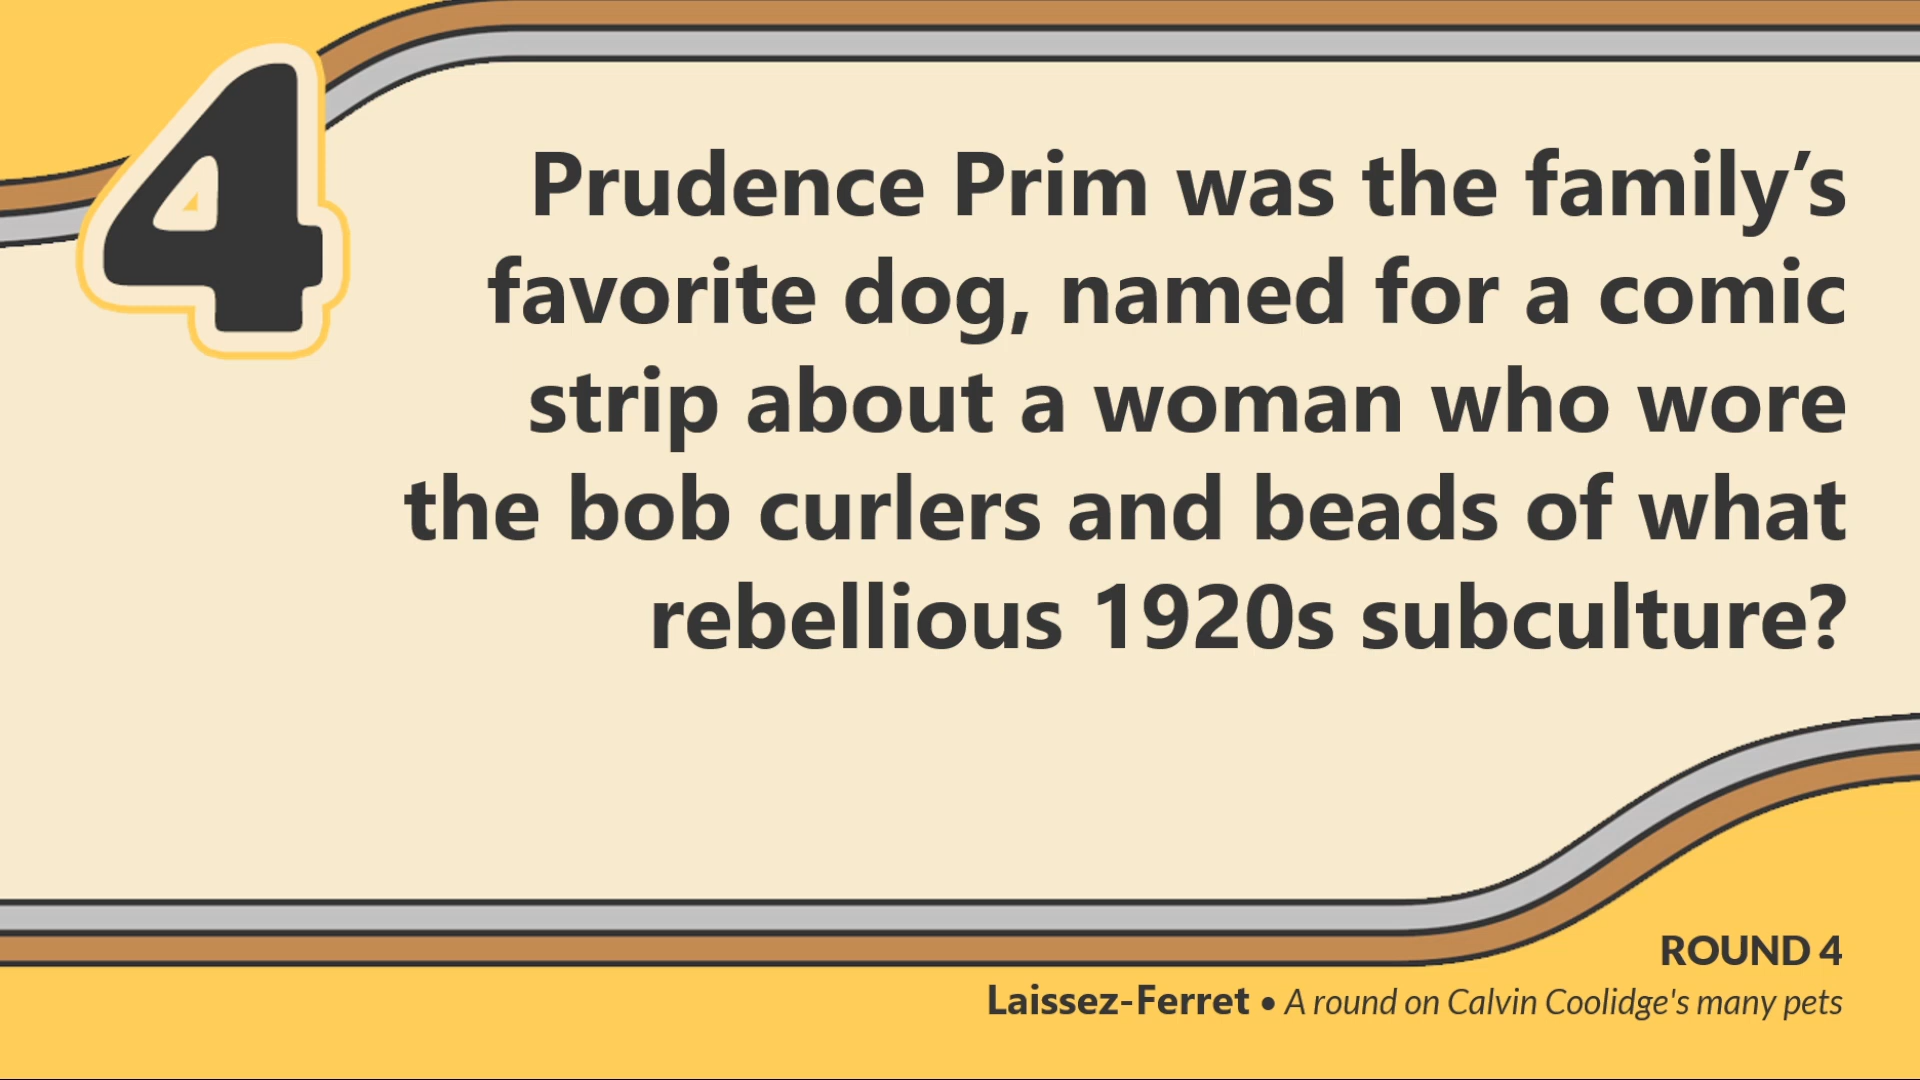 4
Prudence Prim was the family’s
favorite dog, named for a comic
strip about a woman who wore
the bob curlers and beads of what
rebellious 1920s subculture?
ROUND 4
Laissez-Ferret • A round on Calvin Coolidge's many pets